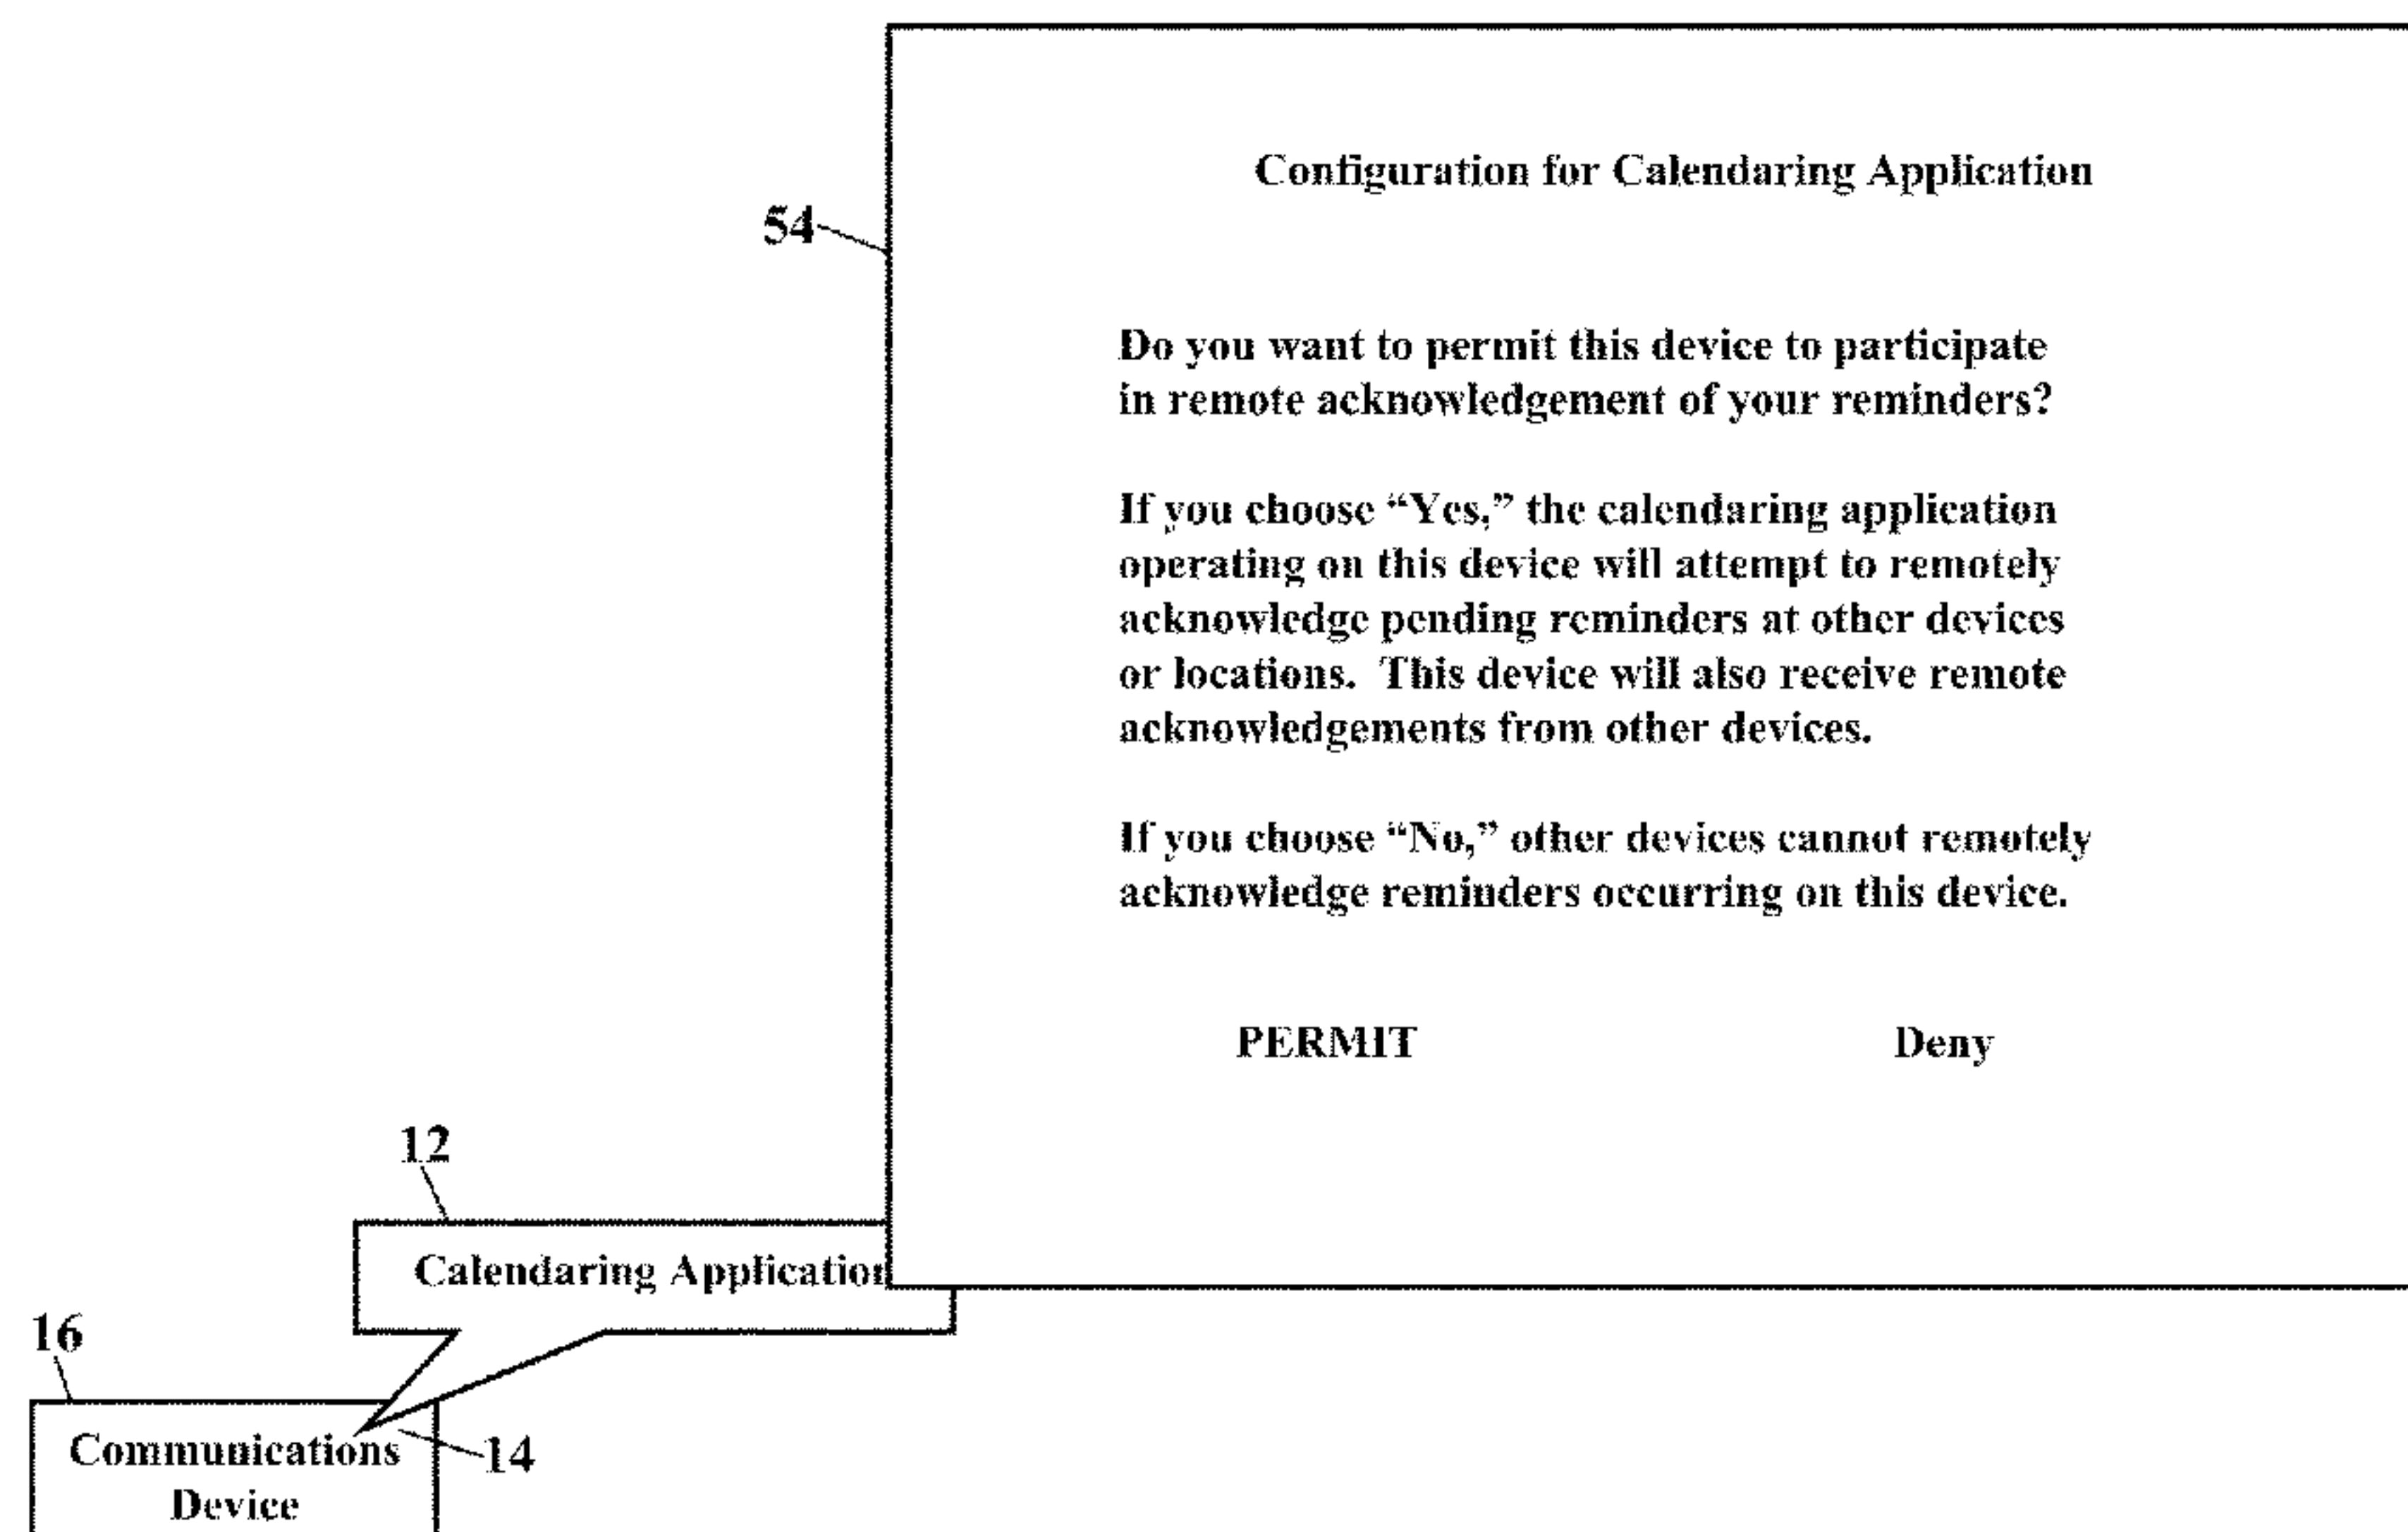 Configuration for Calendaring Application
54
Do you want to permit this device to participate
in remote acknowledgement of your reminders?
If you choose “Yes,” the calendaring application
operating on this device will attempt to remotely
acknowledge pending reminders at other devices
or locations. This device will also receive remote
acknowledgements from other devices.
If you choose “No,” other devices cannot remotely
acknowledge reminders occurring on this device.
PERMIT Deny
12
Calendaring Application
16
Communications
Device
14